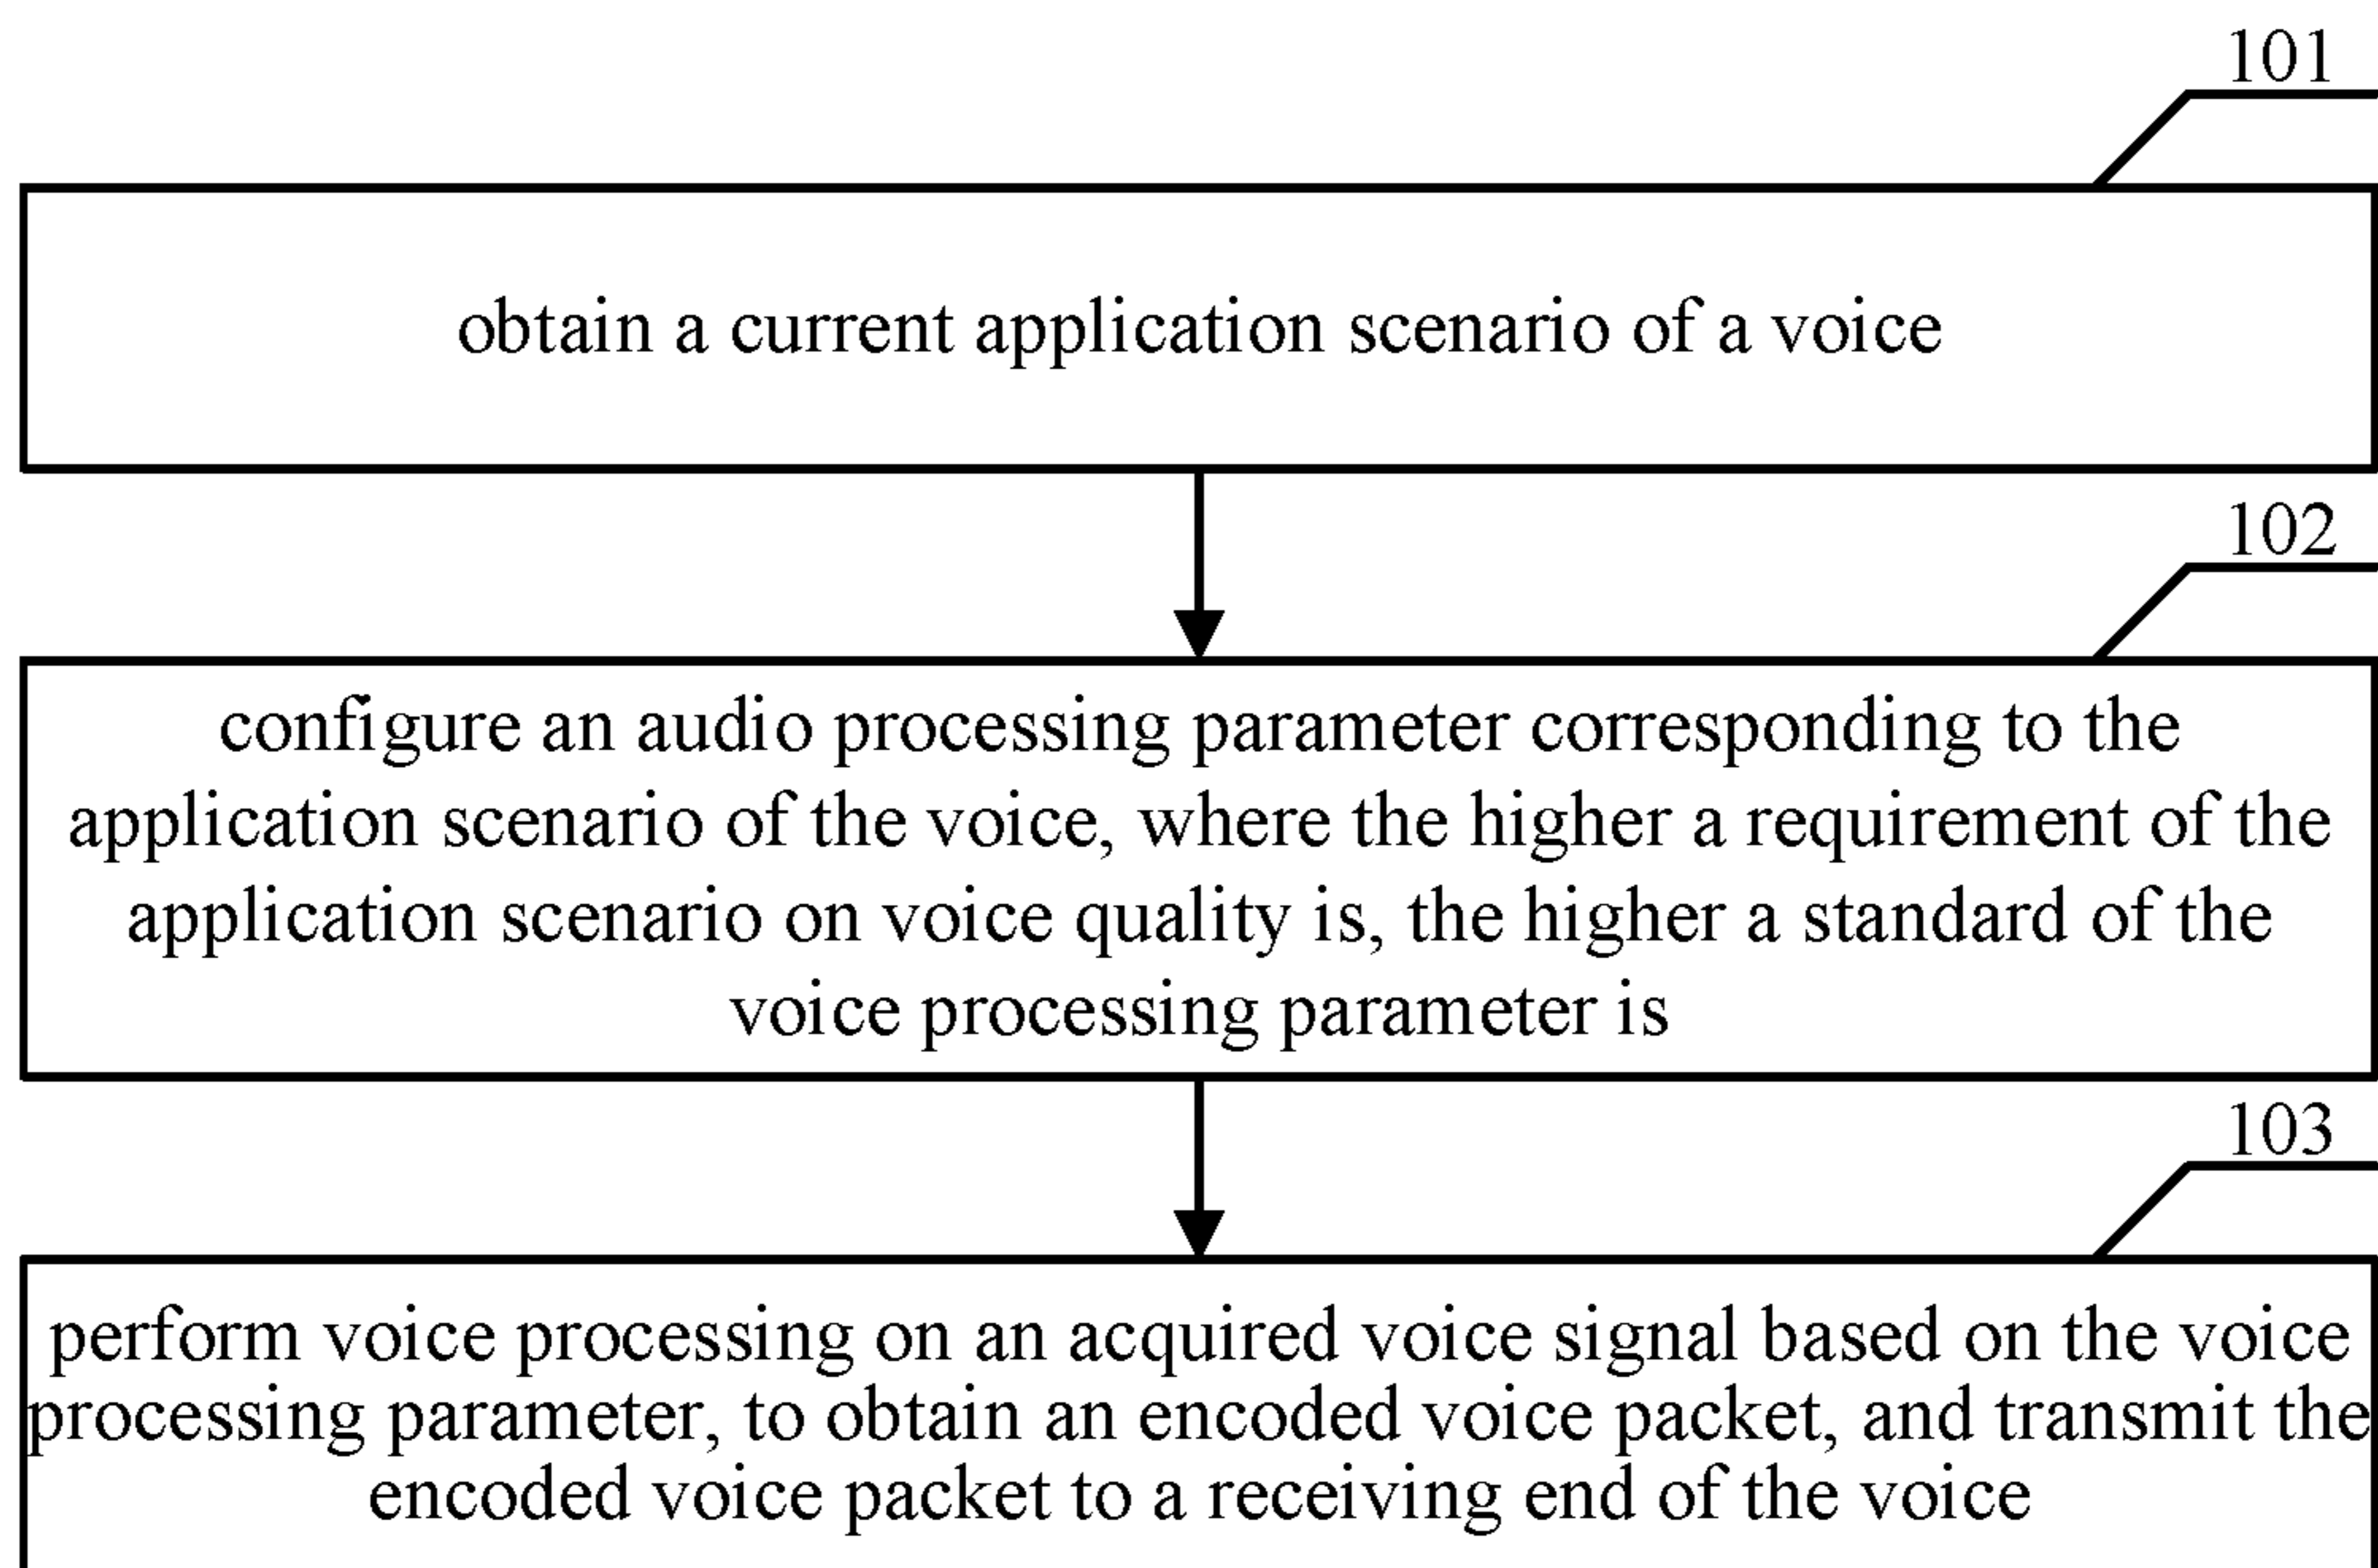 101
obtain a current application scenario of a voice
102
configure an audio processing parameter corresponding to the
application scenario of the voice, where the higher a requirement of the
application scenario on voice quality is, the higher a standard of the
voice processing parameter is
103
perform voice processing on an acquired voice signal based on the voice
processing parameter, to obtain an encoded voice packet, and transmit the
encoded voice packet to a receiving end of the voice